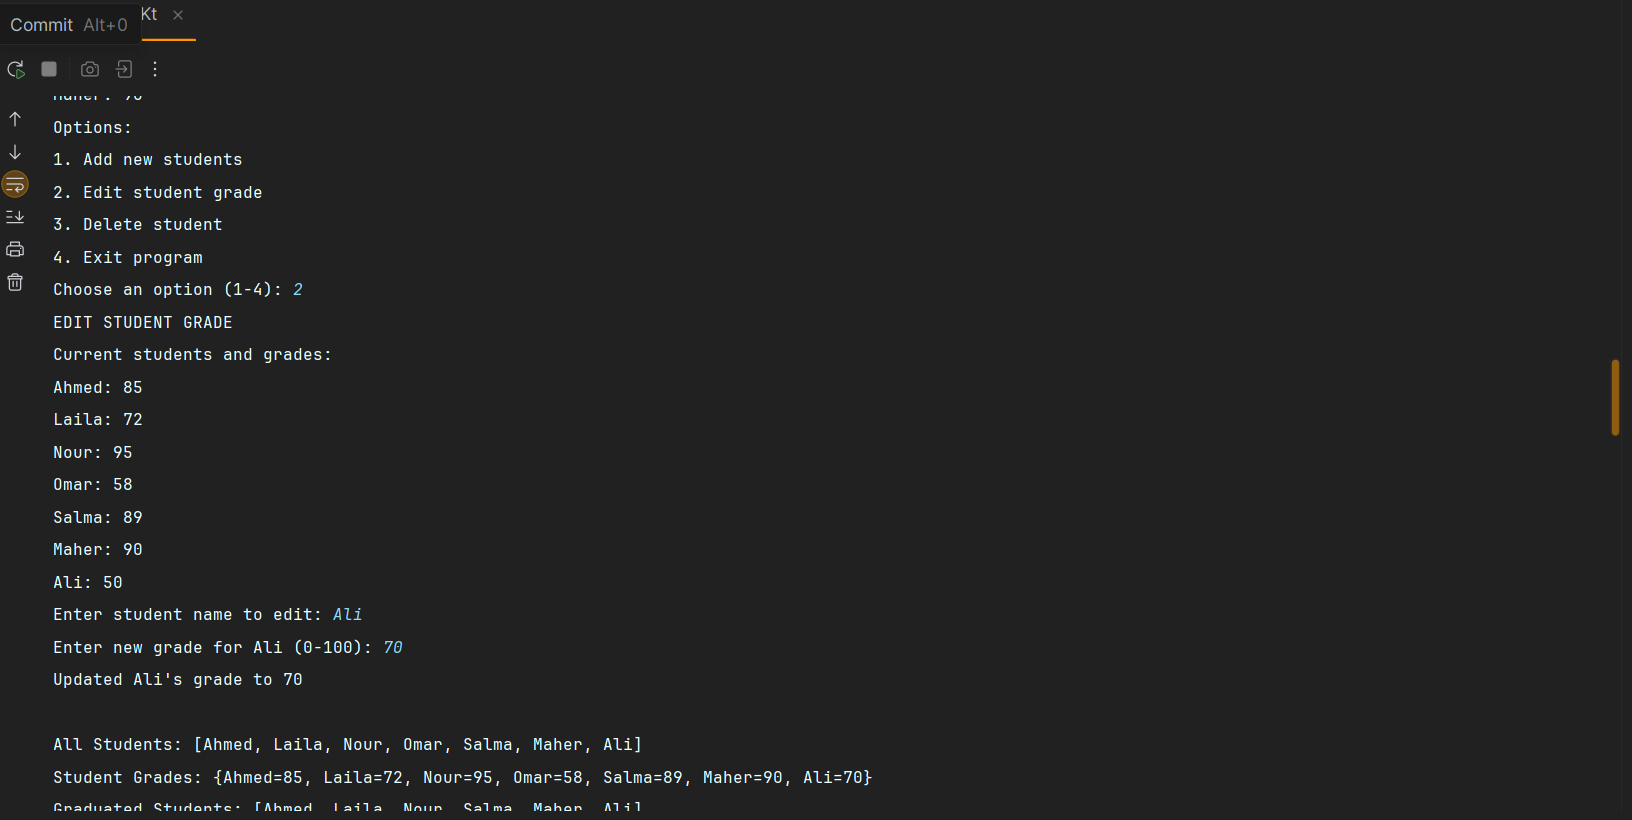 Commit Alt+0
Kt
Maher: 90
Options:
1. Add new students
2. Edit student grade
3. Delete student
4. Exit program
Choose an option (1-4): 2
EDIT STUDENT GRADE
Current students and grades:
Ahmed: 85
Laila: 72
Nour: 95
Omar: 58
Salma: 89
Maher: 90
Ali: 50
Enter student name to edit: Ali
Enter new grade for Ali (0-100): 70
Updated Ali's grade to 70
All Students: [Ahmed, Laila, Nour, Omar, Salma, Maher, Ali]
Student Grades: {Ahmed=85, Laila=72, Nour=95, Omar=58, Salma=89, Maher=90, Ali=70}
Graduated Students: [Ahmed, Laila, Nour, Salma, Maher, Ali]